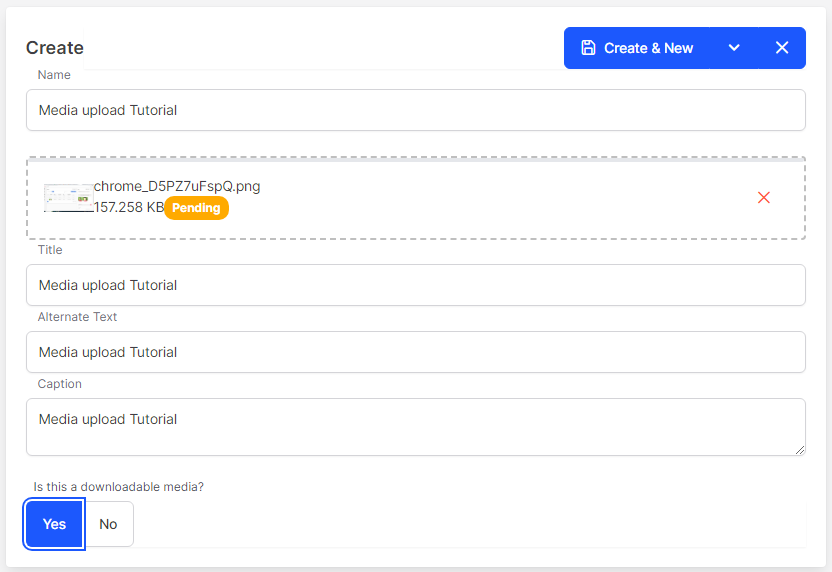 Create
Create & New
Name
Media upload Tutorial
chrome_D5PZ7uFspQ.png
157.258 KB Pending
Title
Media upload Tutorial
Alternate Text
Media upload Tutorial
Caption
Media upload Tutorial
Is this a downloadable media?
Yes No